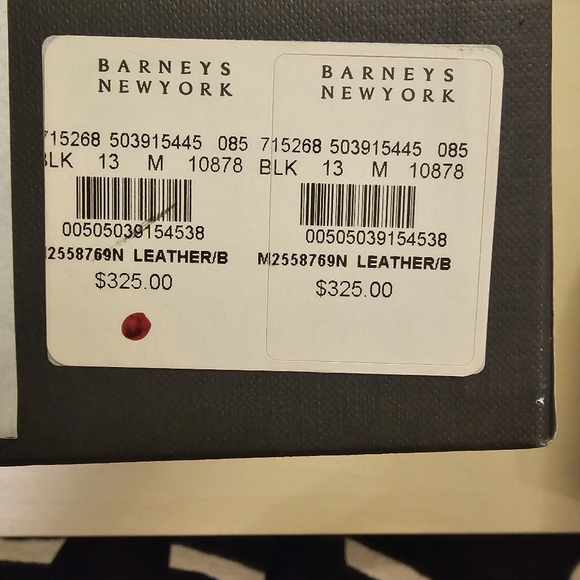 BARNEYS
NEWYORK
715268 503915445 085
BLK 13 M 10878
00505039154538
M2558769N LEATHER/B
$325.00
BARNEYS
NEWYORK
715268 503915445 085
BLK 13 M 10878
00505039154538
M2558769N LEATHER/B
$325.00